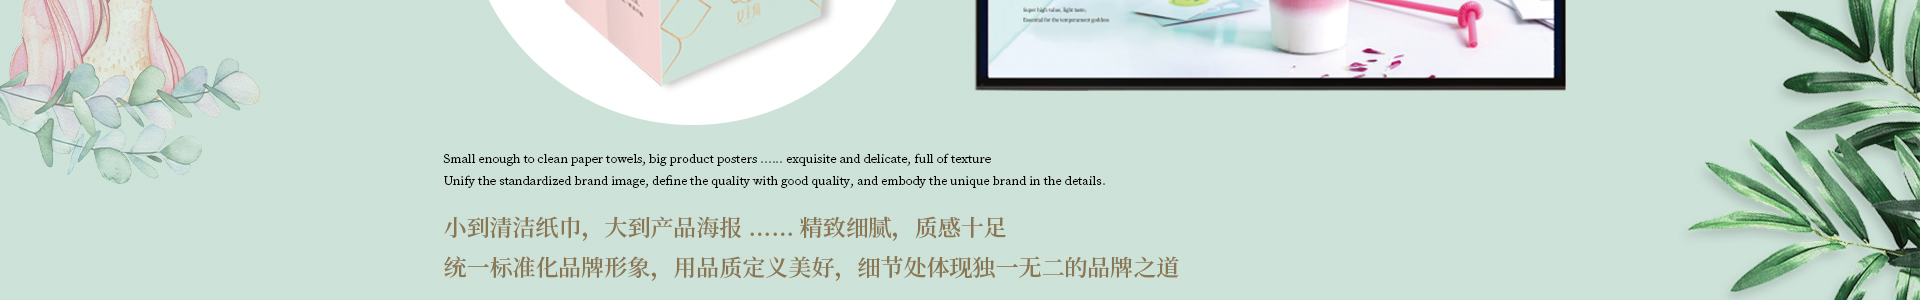 Super high value, light taste,
Essential for the temperament goddess
Small enough to clean paper towels, big product posters ...... exquisite and delicate, full of texture
Unify the standardized brand image, define the quality with good quality, and embody the unique brand in the details.
小到清洁纸巾，大到产品海报 ...... 精致细腻，质感十足
统一标准化品牌形象，用品质定义美好，细节处体现独一无二的品牌之道